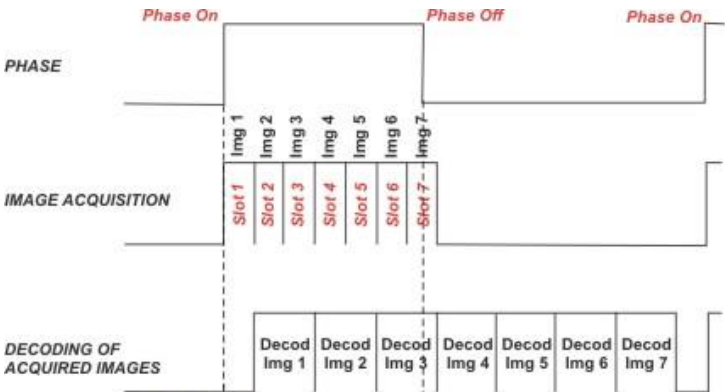 Phase On
Phase Off
Phase On
PHASE
Img 1
Img 2
Img 3
Img 4
Img 5
Img 6
Img 7
IMAGE ACQUISITION
Slot 1
Slot 2
Slot 3
Slot 4
Slot 5
Slot 6
Slot 7
DECODING OF
ACQUIRED IMAGES
Decod
Img 1
Decod
Img 2
Decod
Img 3
Decod
Img 4
Decod
Img 5
Decod
Img 6
Decod
Img 7